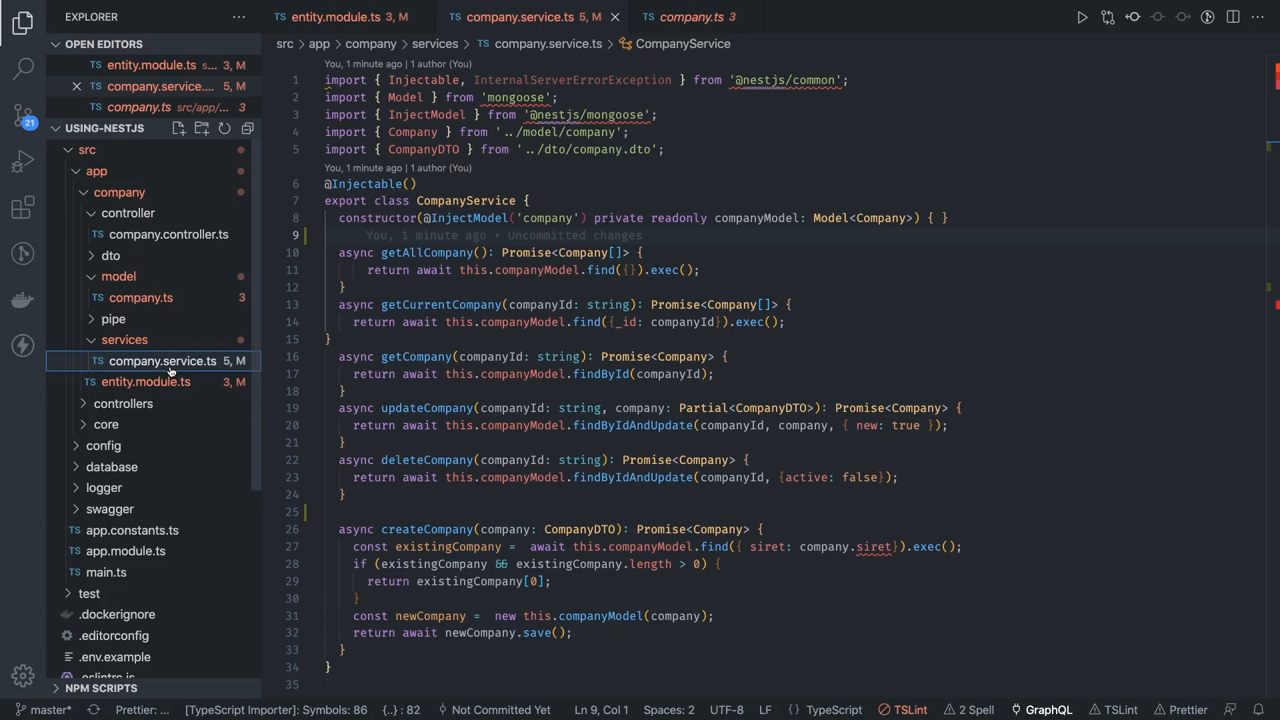 EXPLORER
OPEN EDITORS
entity.module.ts s... 3, M
company.service.... 5, M
company.ts src/app/... 3
USING-NESTJS
src
app
company
controller
company.controller.ts
dto
model
company.ts 3
pipe
services
company.service.ts 5, M
entity.module.ts 3, M
controllers
core
config
database
logger
swagger
TS app.constants.ts
TS app.module.ts
TS main.ts
test
.dockerignore
.editorconfig
.env.example
.eslintrc.js
NPM SCRIPTS
21
TS entity.module.ts 3, M
TS company.service.ts 5, M
TS company.ts 3
src > app > company > services > TS company.service.ts > CompanyService
You, 1 minute ago | 1 author (You)
1 import { Injectable, InternalServerErrorException } from '@nestjs/common';
2 import { Model } from 'mongoose';
3 import { InjectModel } from '@nestjs/mongoose';
4 import { Company } from '../model/company';
5 import { CompanyDTO } from '../dto/company.dto';
You, 1 minute ago | 1 author (You)
6 @Injectable()
7 export class CompanyService {
8 constructor(@InjectModel('company') private readonly companyModel: Model<Company>) { }
9 You, 1 minute ago • Uncommitted changes
10 async getAllCompany(): Promise<Company[]> {
11 return await this.companyModel.find({}).exec();
12 }
13 async getCurrentCompany(companyId: string): Promise<Company[]> {
14 return await this.companyModel.find({_id: companyId}).exec();
15 }
16 async getCompany(companyId: string): Promise<Company> {
17 return await this.companyModel.findById(companyId);
18 }
19 async updateCompany(companyId: string, company: Partial<CompanyDTO>): Promise<Company> {
20 return await this.companyModel.findByIdAndUpdate(companyId, company, { new: true });
21 }
22 async deleteCompany(companyId: string): Promise<Company> {
23 return await this.companyModel.findByIdAndUpdate(companyId, {active: false});
24 }
25
26 async createCompany(company: CompanyDTO): Promise<Company> {
27 const existingCompany = await this.companyModel.find({ siret: company.siret}).exec();
28 if (existingCompany && existingCompany.length > 0) {
29 return existingCompany[0];
30 }
31 const newCompany = new this.companyModel(company);
32 return await newCompany.save();
33 }
34 }
35
master* Prettier: ... [TypeScript Importer]: Symbols: 86 {..} : 82 Not Committed Yet Ln 9, Col 1 Spaces: 2 UTF-8 LF {} TypeScript TSLint 2 Spell GraphQL TSLint Prettier